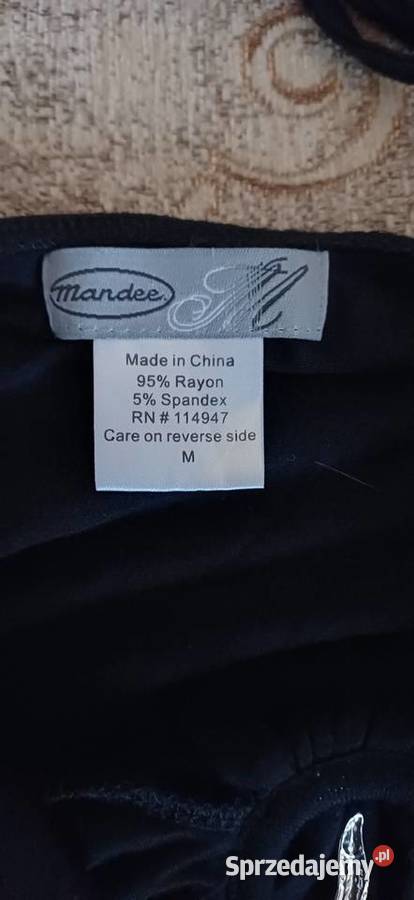 mandee.
M
Made in China
95% Rayon
5% Spandex
RN # 114947
Care on reverse side
M
Sprzedajemy.pl